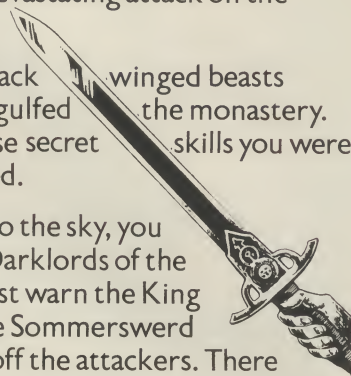 vastating attack on the
ack winged beasts
gulfed the monastery.
se secret skills you were
d.
o the sky, you
Darklords of the
st warn the King
e Sommerswerd
off the attackers. There